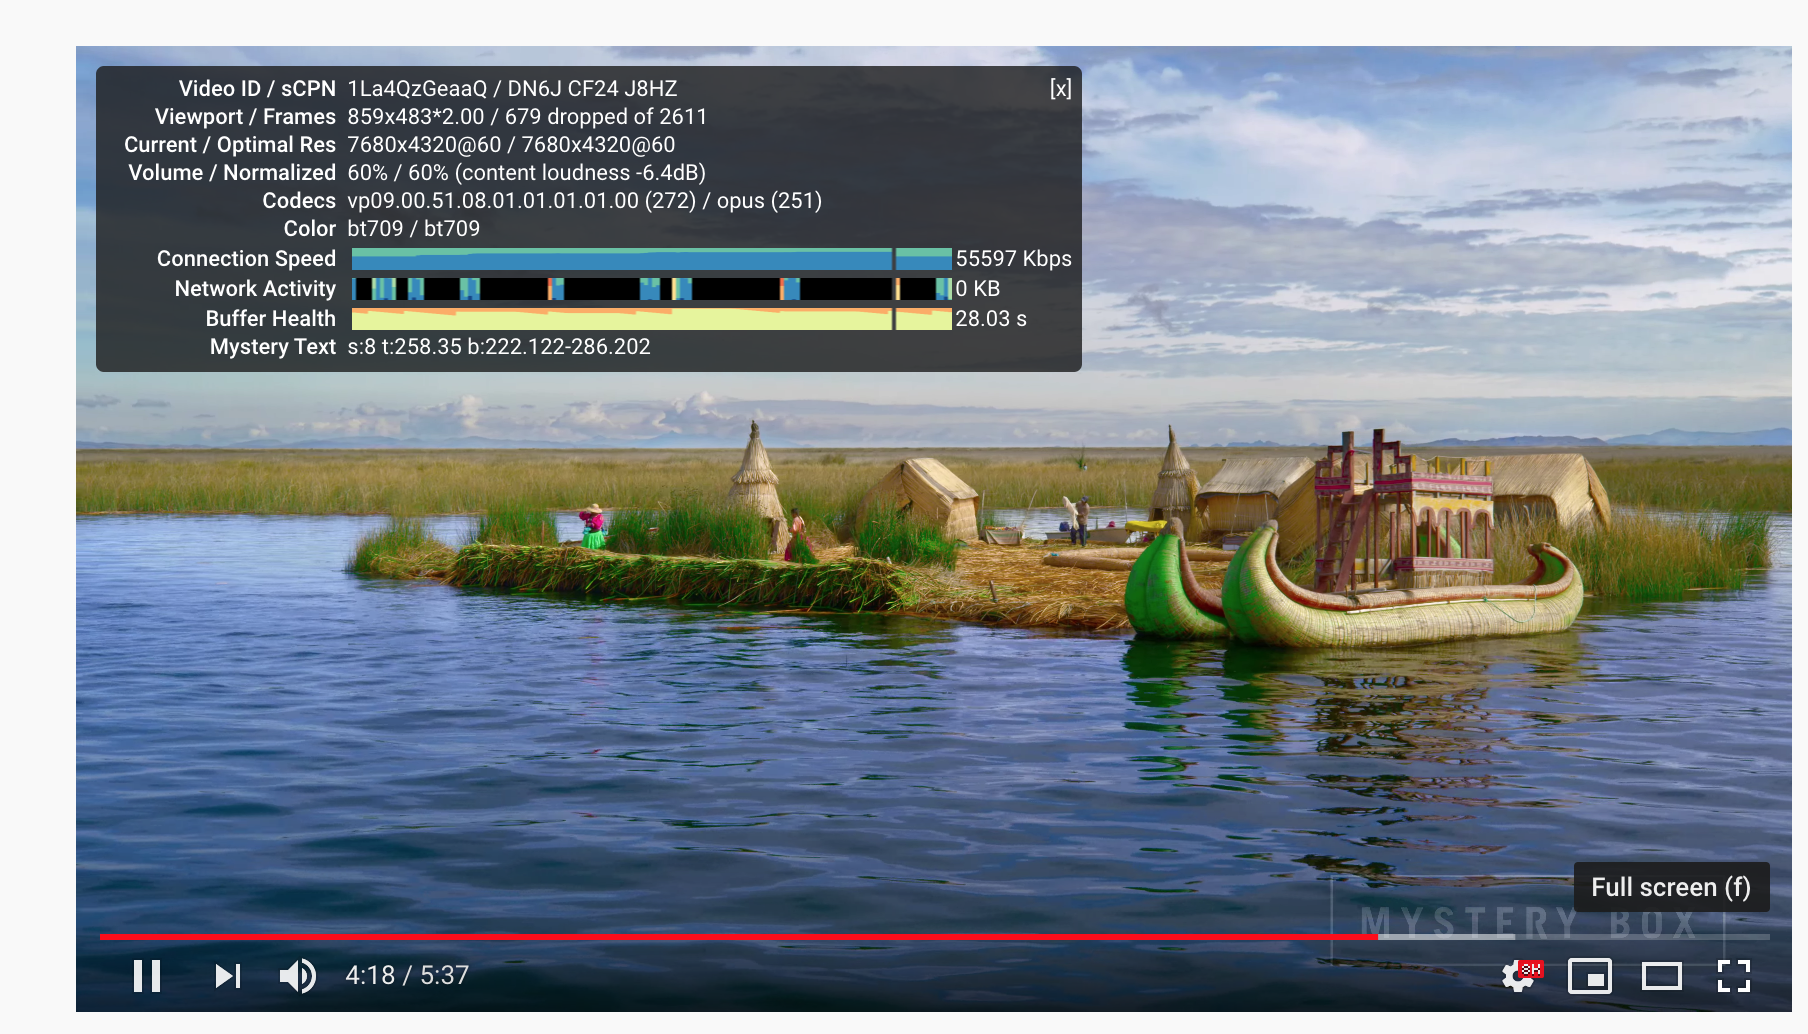 Video ID / sCPN 1La4QzGeaaQ / DN6J CF24 J8HZ [x]
Viewport / Frames 859x483*2.00 / 679 dropped of 2611
Current / Optimal Res 7680x4320@60 / 7680x4320@60
Volume / Normalized 60% / 60% (content loudness -6.4dB)
Codecs vp09.00.51.08.01.01.01.01.00 (272) / opus (251)
Color bt709 / bt709
Connection Speed 55597 Kbps
Network Activity 0 KB
Buffer Health 28.03 s
Mystery Text s:8 t:258.35 b:222.122-286.202
Full screen (f)
MYSTERY BOX
4:18 / 5:37 8K